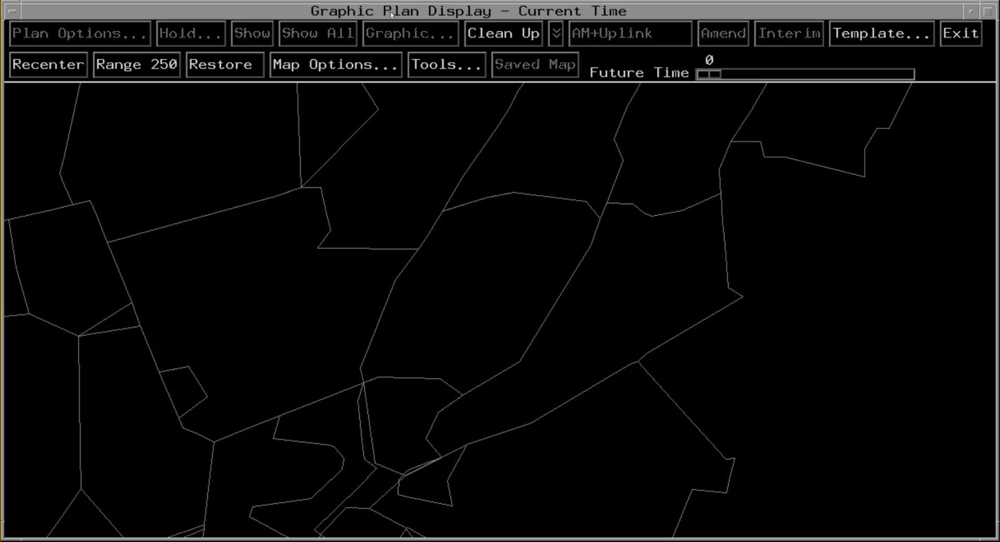 Graphic Plan Display - Current Time
Plan Options... Hold... Show Show All Graphic... Clean Up AM+Uplink Amend Interim Template... Exit
Recenter Range 250 Restore Map Options... Tools... Saved Map Future Time 0